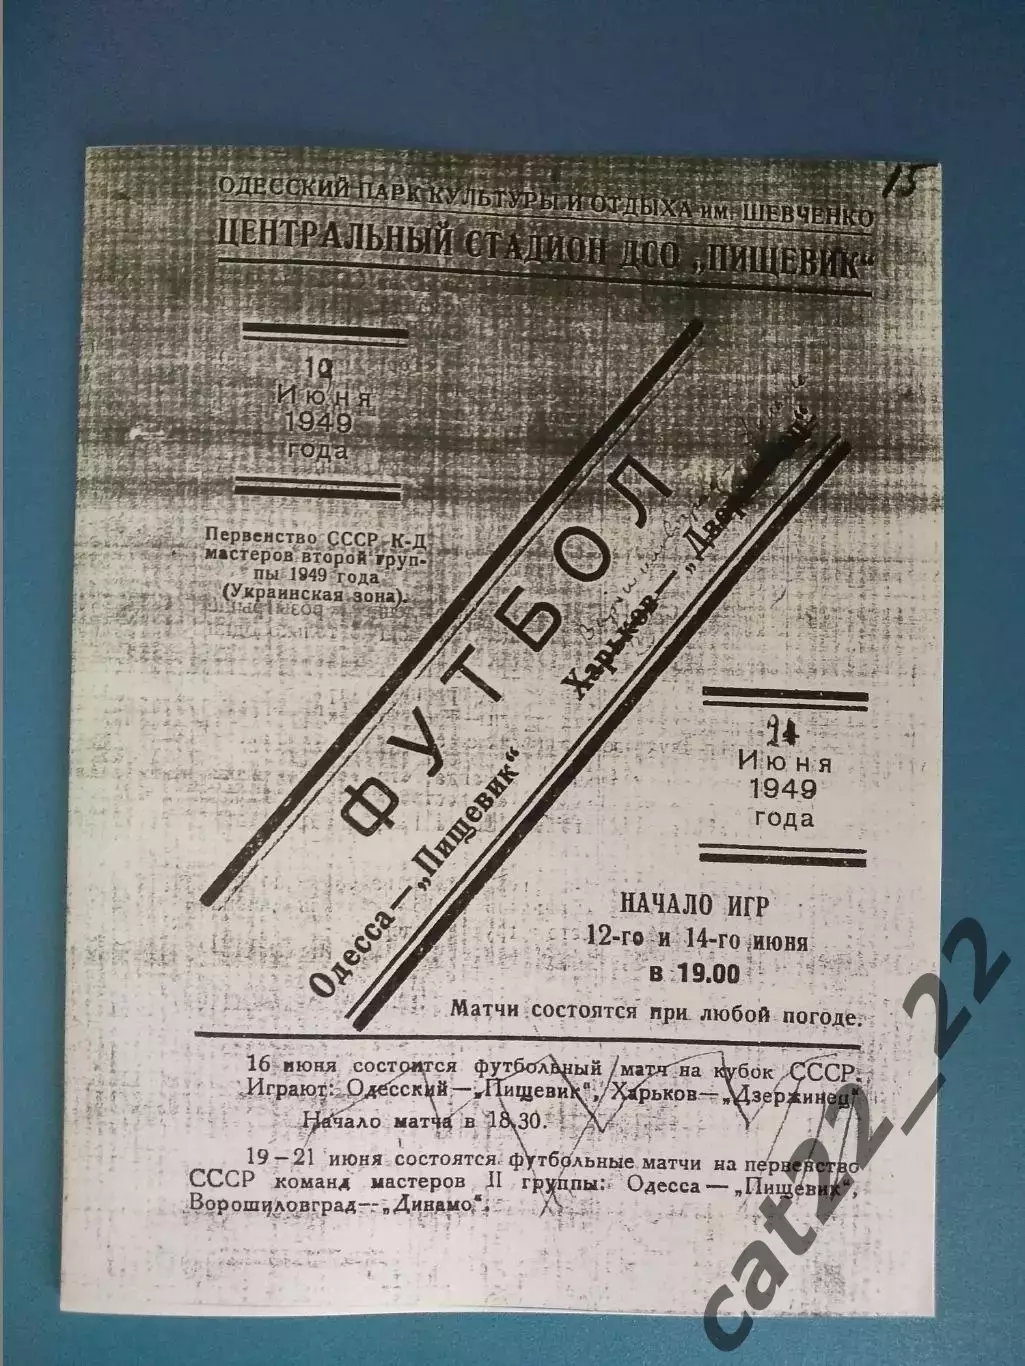 15
ОДЕССКИЙ ПАРК КУЛЬТУРЫ И ОТДЫХА им. ШЕВЧЕНКО
ЦЕНТРАЛЬНЫЙ СТАДИОН ДСО „ПИЩЕВИК“
Июня
1949
года
Первенство СССР К-Д
мастеров второй груп-
пы 1949 года
(Украинская зона).
ФУТБОЛ
Одесса — „Пищевик“
Харьков —
Июня
1949
года
НАЧАЛО ИГР
12-го и 14-го июня
в 19.00
Матчи состоятся при любой погоде.
16 июня состоится футбольный матч на кубок СССР.
Играют: Одесский—„Пищевик“, Харьков—„Дзержинец“
Начало матча в 18.30.
19—21 июня состоятся футбольные матчи на первенство
СССР команд мастеров II группы: Одесса—„Пищевик“,
Ворошиловград—„Динамо“.
cat22_22